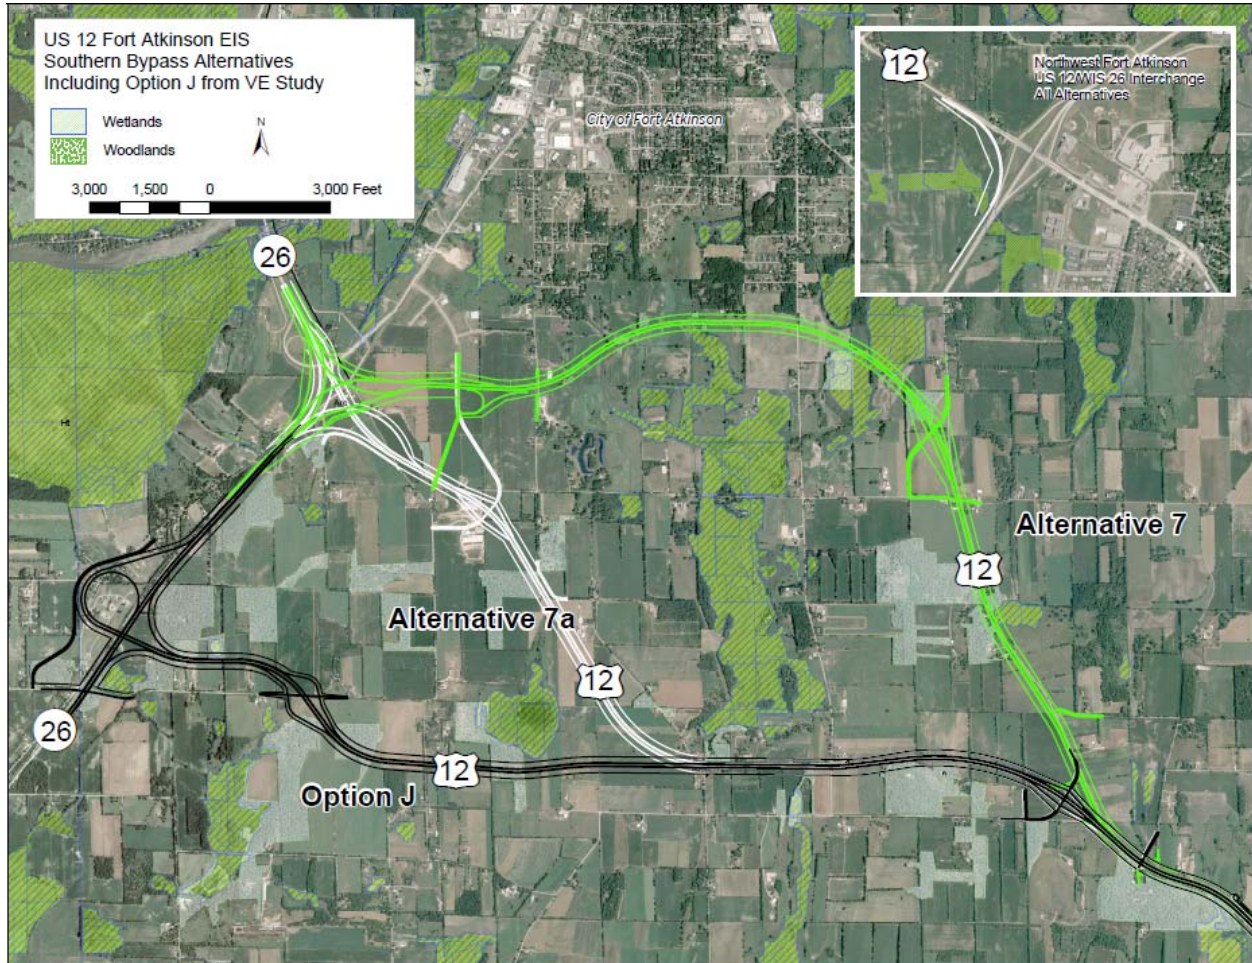 US 12 Fort Atkinson EIS
Southern Bypass Alternatives
Including Option J from VE Study
Wetlands
Woodlands
N
3,000 1,500 0 3,000 Feet
City of Fort Atkinson
12
Northwest Fort Atkinson
US 12/WIS 26 Interchange
All Alternatives
26
Alternative 7
12
Alternative 7a
12
26
12
Option J